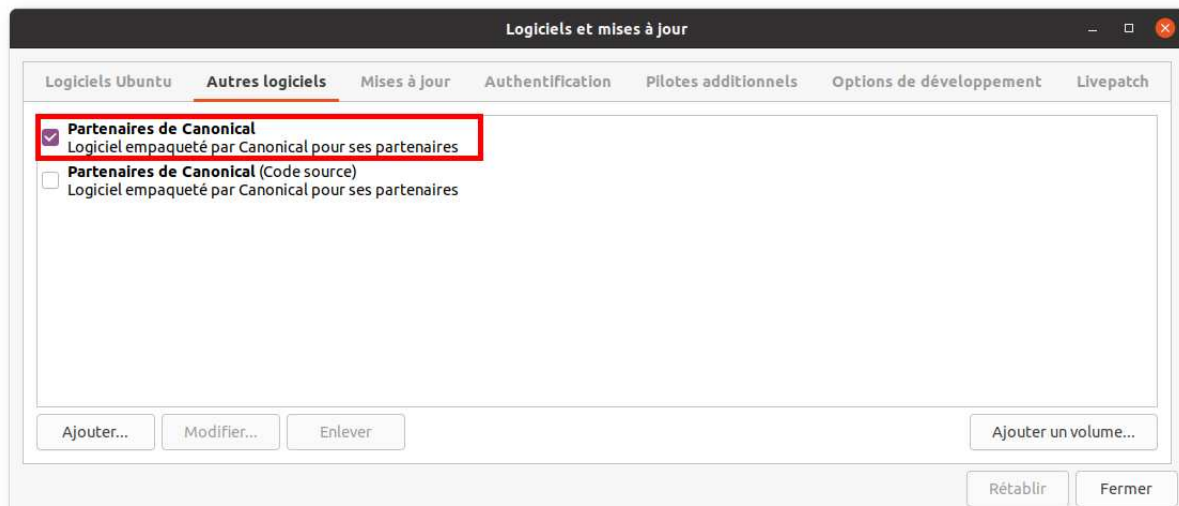 Logiciels et mises à jour
Logiciels Ubuntu Autres logiciels Mises à jour Authentification Pilotes additionnels Options de développement Livepatch
Partenaires de Canonical
Logiciel empaqueté par Canonical pour ses partenaires
Partenaires de Canonical (Code source)
Logiciel empaqueté par Canonical pour ses partenaires
Ajouter... Modifier... Enlever Ajouter un volume...
Rétablir Fermer